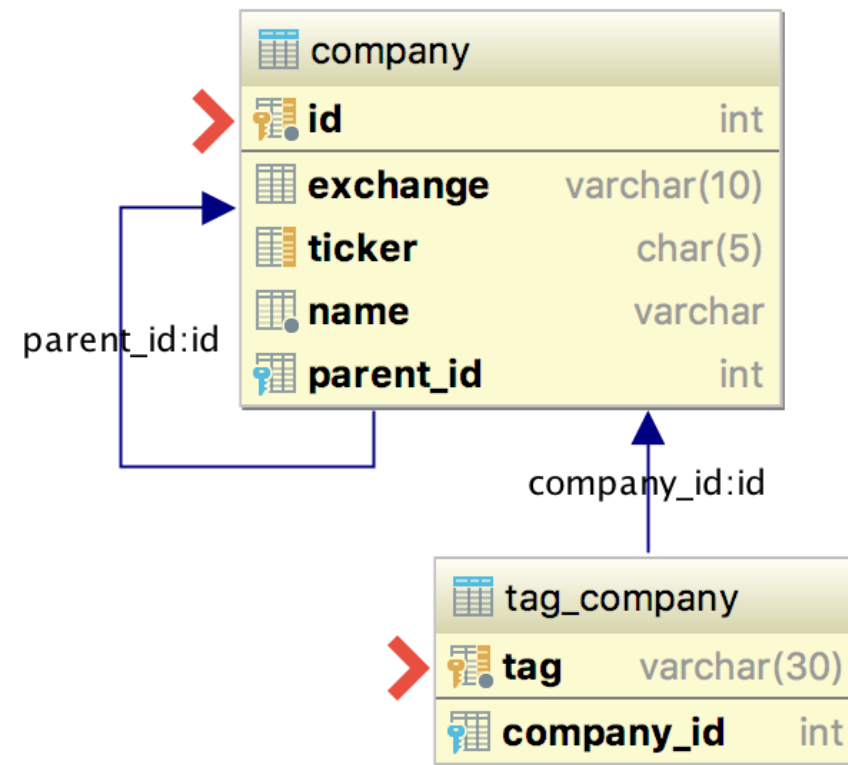 company
id int
exchange varchar(10)
ticker char(5)
name varchar
parent_id int
parent_id:id
company_id:id
tag_company
tag varchar(30)
company_id int